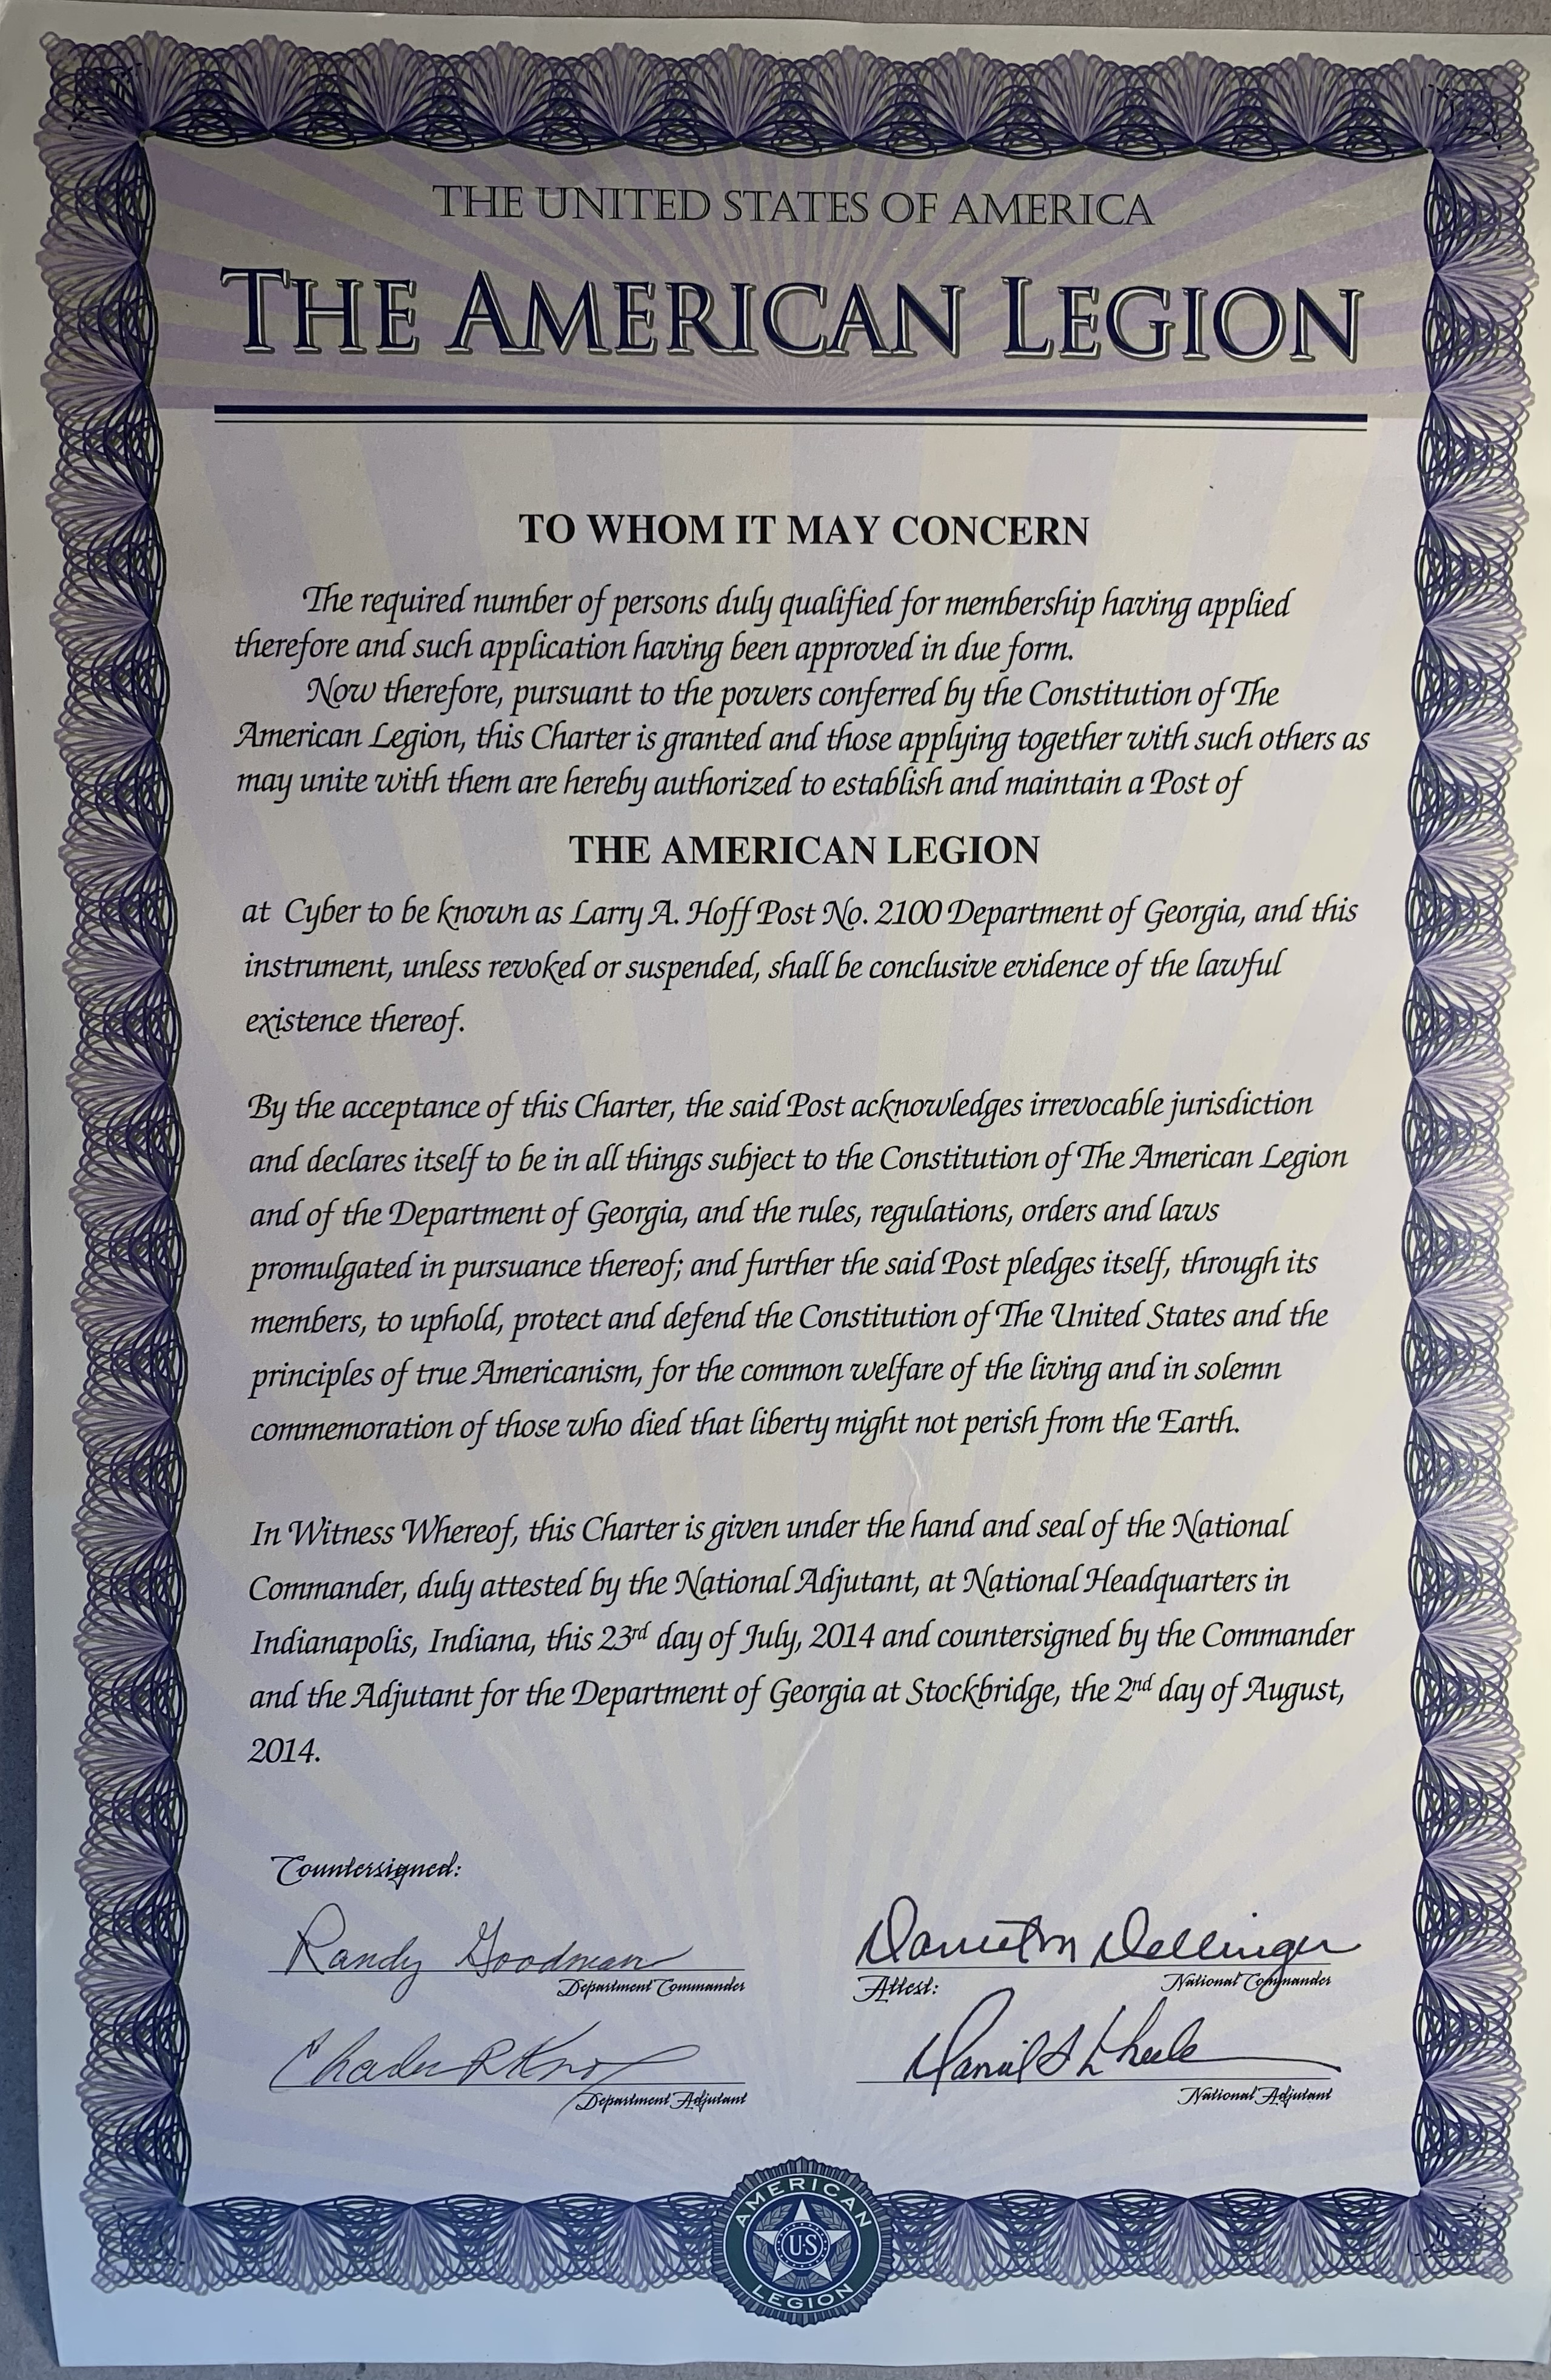 THE UNITED STATES OF AMERICA
THE AMERICAN LEGION
TO WHOM IT MAY CONCERN
The required number of persons duly qualified for membership having applied
therefore and such application having been approved in due form.
Now therefore, pursuant to the powers conferred by the Constitution of The
American Legion, this Charter is granted and those applying together with such others as
may unite with them are hereby authorized to establish and maintain a Post of
THE AMERICAN LEGION
at Cyber to be known as Larry A. Hoff Post No. 2100 Department of Georgia, and this
instrument, unless revoked or suspended, shall be conclusive evidence of the lawful
existence thereof.
By the acceptance of this Charter, the said Post acknowledges irrevocable jurisdiction
and declares itself to be in all things subject to the Constitution of The American Legion
and of the Department of Georgia, and the rules, regulations, orders and laws
promulgated in pursuance thereof; and further the said Post pledges itself, through its
members, to uphold, protect and defend the Constitution of The United States and the
principles of true Americanism, for the common welfare of the living and in solemn
commemoration of those who died that liberty might not perish from the Earth.
In Witness Whereof, this Charter is given under the hand and seal of the National
Commander, duly attested by the National Adjutant, at National Headquarters in
Indianapolis, Indiana, this 23rd day of July, 2014 and countersigned by the Commander
and the Adjutant for the Department of Georgia at Stockbridge, the 2nd day of August,
2014.
Countersigned:
Randy Goodman
Department Commander
Dellinger
National Commander
Attest:
Charles R Knox
Department Adjutant
Daniel S Wheeler
National Adjutant
AMERICAN
U·S
LEGION